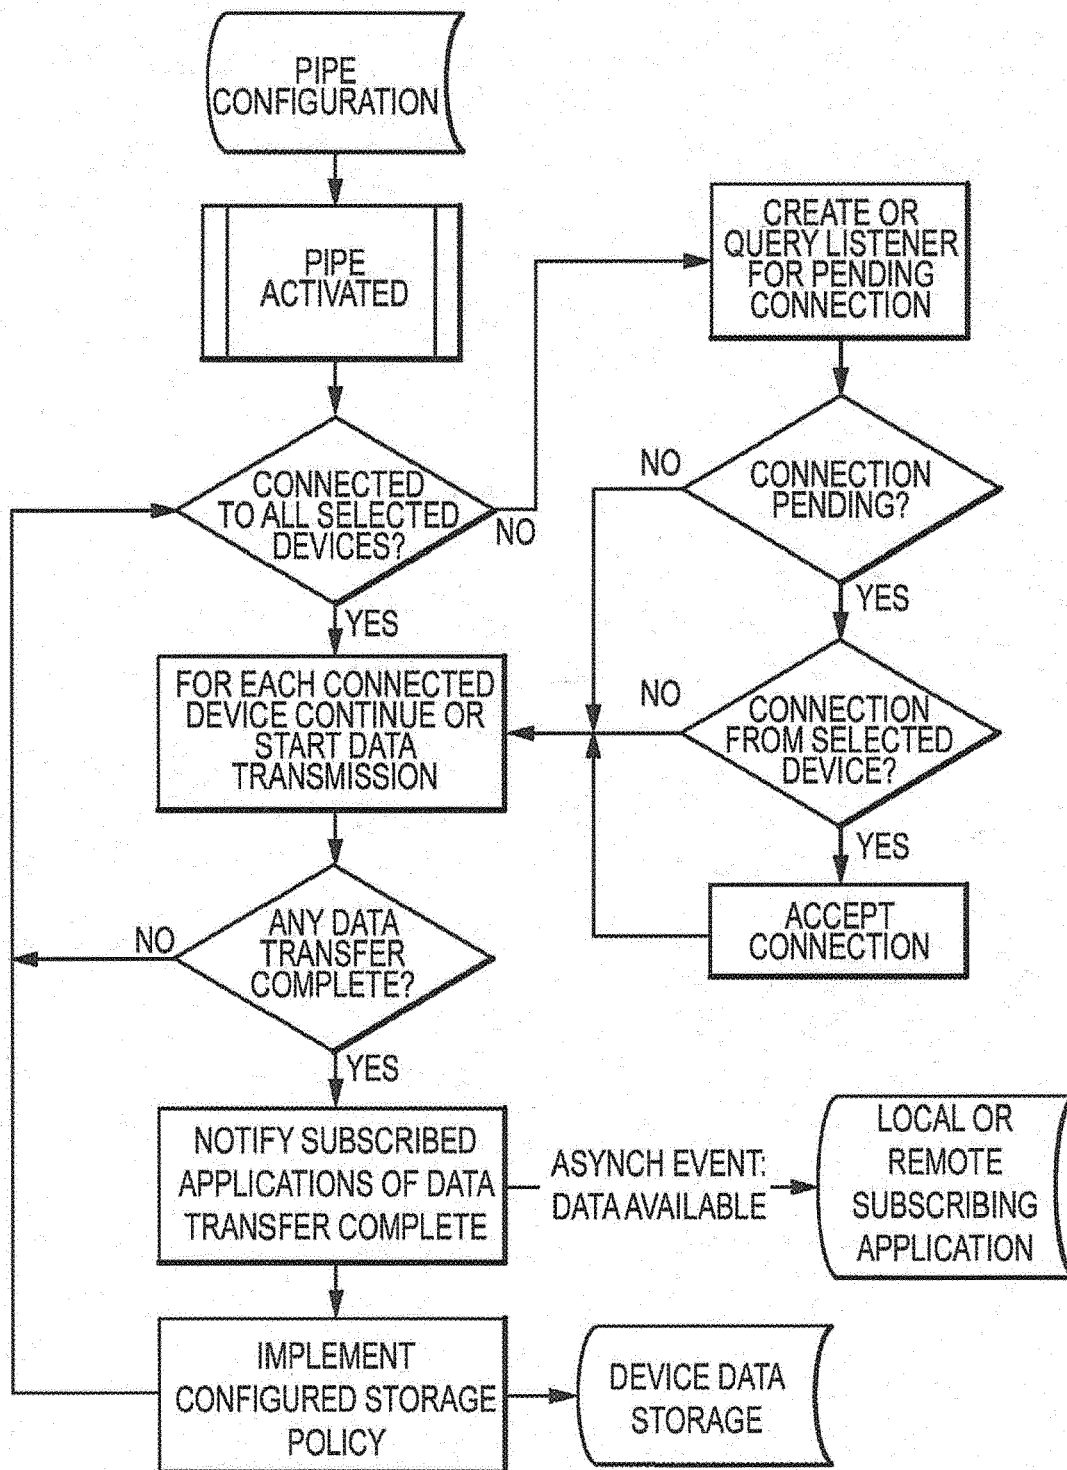 PIPE
CONFIGURATION
PIPE
ACTIVATED
CREATE OR
QUERY LISTENER
FOR PENDING
CONNECTION
CONNECTED
TO ALL SELECTED
DEVICES?
NO
YES
CONNECTION
PENDING?
NO
YES
FOR EACH CONNECTED
DEVICE CONTINUE OR
START DATA
TRANSMISSION
CONNECTION
FROM SELECTED
DEVICE?
NO
YES
ACCEPT
CONNECTION
ANY DATA
TRANSFER
COMPLETE?
NO
YES
NOTIFY SUBSCRIBED
APPLICATIONS OF DATA
TRANSFER COMPLETE
ASYNCH EVENT:
DATA AVAILABLE
LOCAL OR
REMOTE
SUBSCRIBING
APPLICATION
IMPLEMENT
CONFIGURED STORAGE
POLICY
DEVICE DATA
STORAGE